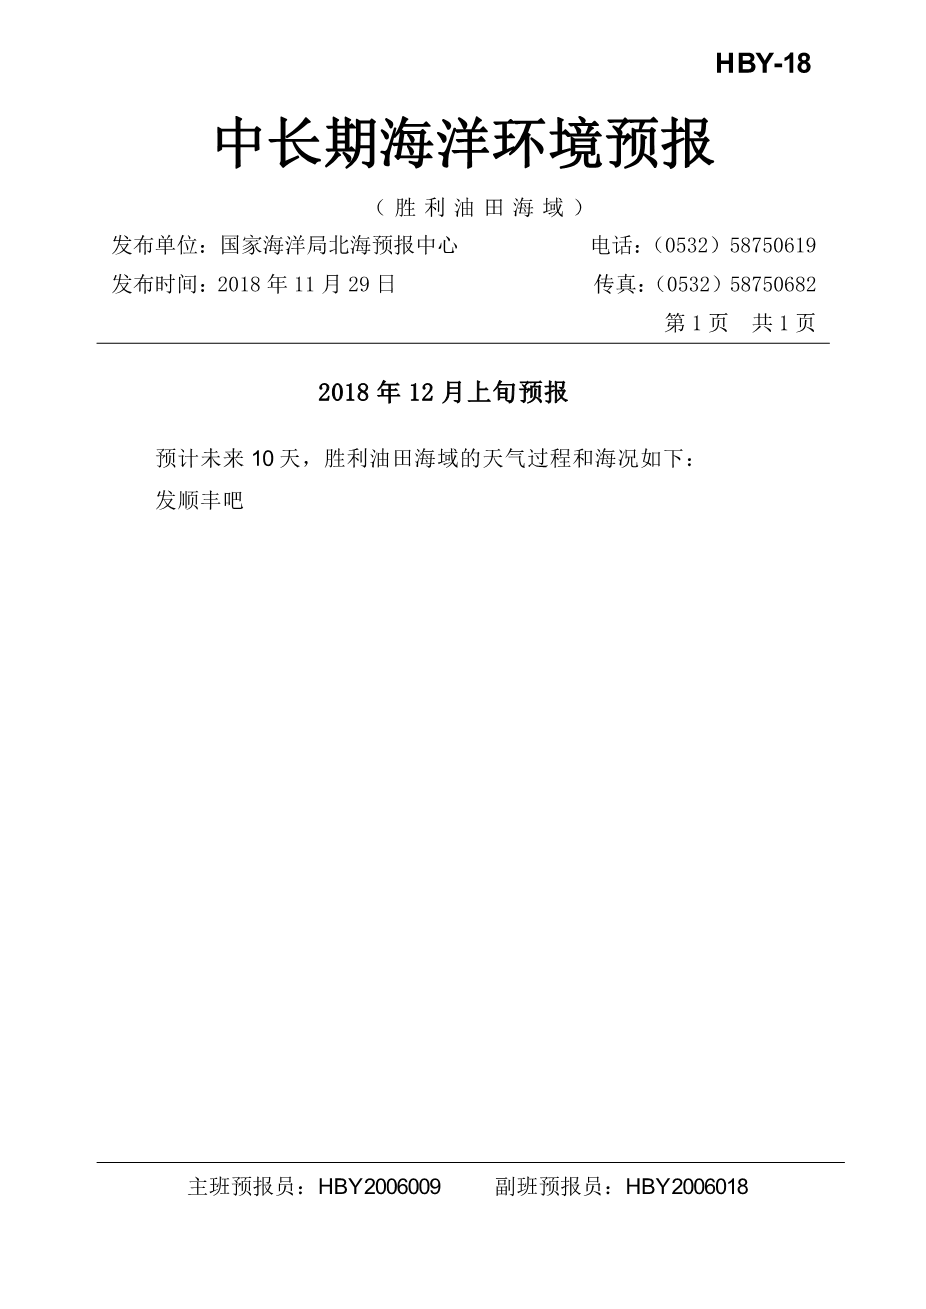 HBY-18
中长期海洋环境预报
（胜利油田海域）
发布单位：国家海洋局北海预报中心 电话：（0532）58750619
发布时间：2018 年 11 月 29 日 传真：（0532）58750682
第 1 页 共 1 页
2018 年 12 月上旬预报
预计未来 10 天，胜利油田海域的天气过程和海况如下：
发顺丰吧
主班预报员：HBY2006009 副班预报员：HBY2006018